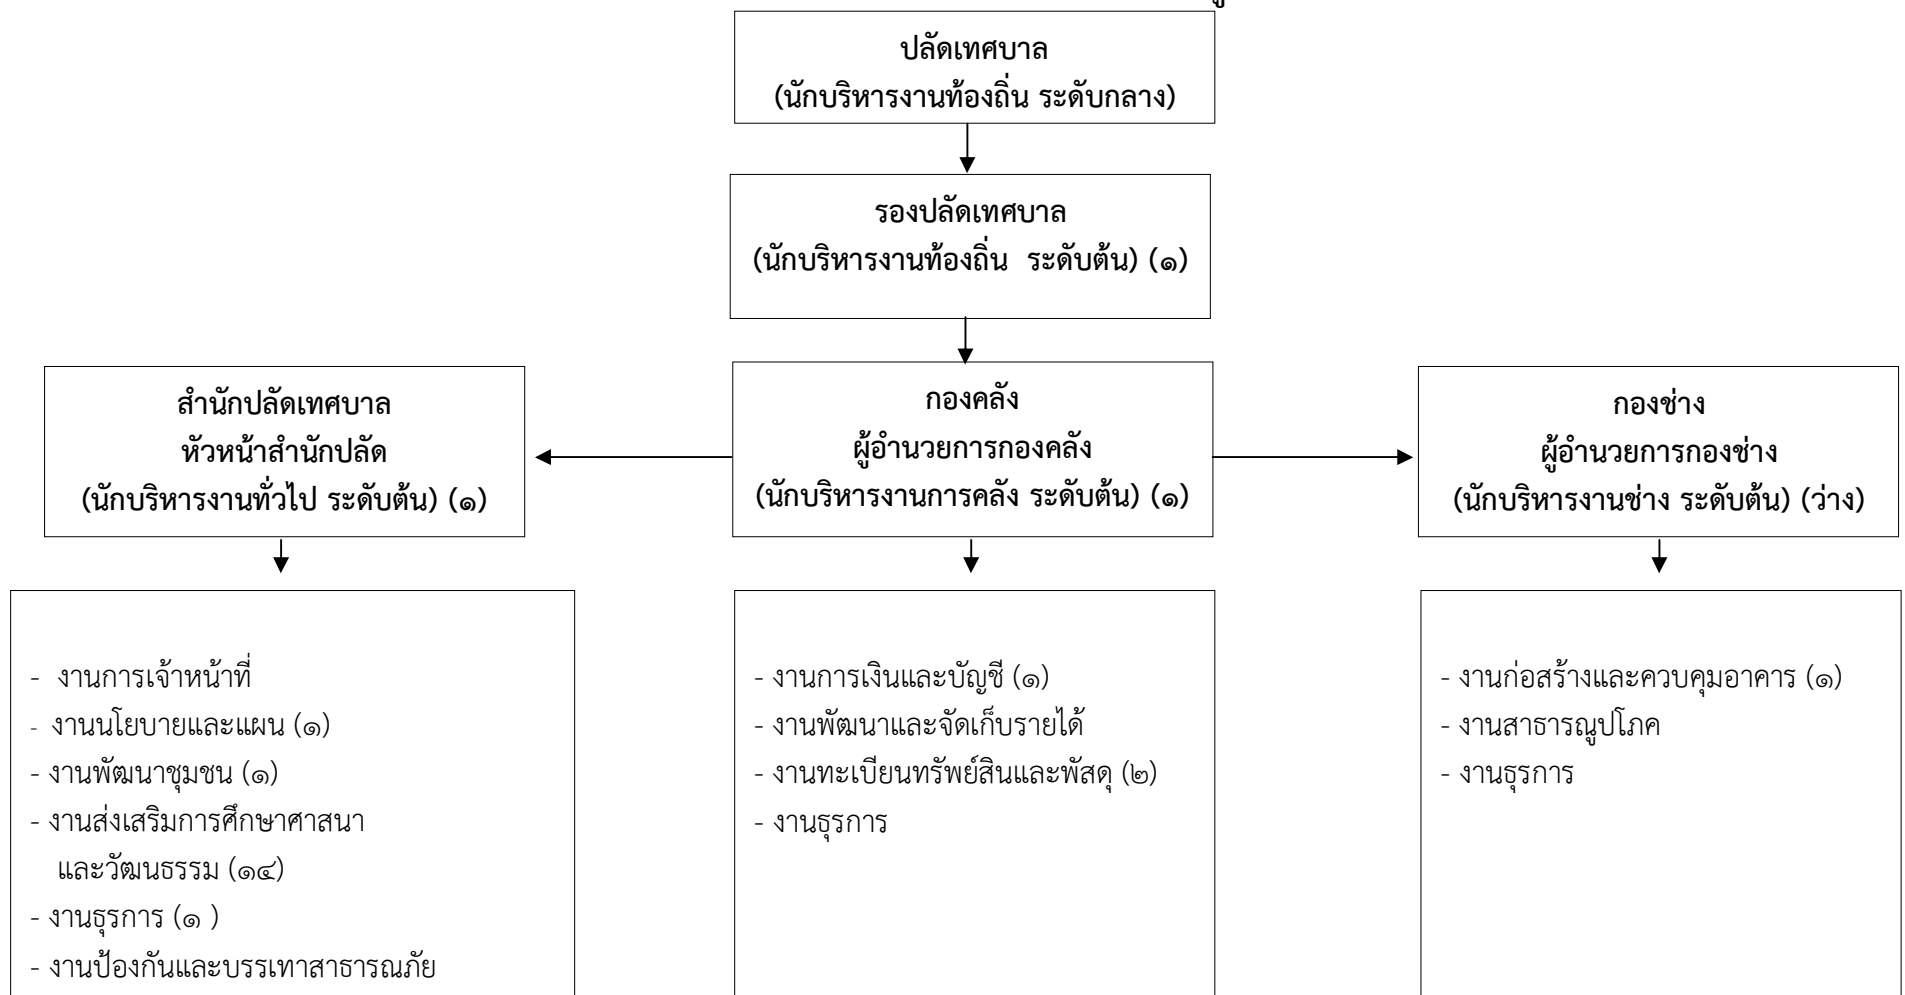 ปลัดเทศบาล
(นักบริหารงานท้องถิ่น ระดับกลาง)
รองปลัดเทศบาล
(นักบริหารงานท้องถิ่น ระดับต้น) (๑)
สำนักปลัดเทศบาล
หัวหน้าสำนักปลัด
(นักบริหารงานทั่วไป ระดับต้น) (๑)
กองคลัง
ผู้อำนวยการกองคลัง
(นักบริหารงานการคลัง ระดับต้น) (๑)
กองช่าง
ผู้อำนวยการกองช่าง
(นักบริหารงานช่าง ระดับต้น) (ว่าง)
- งานการเจ้าหน้าที่
- งานนโยบายและแผน (๑)
- งานพัฒนาชุมชน (๑)
- งานส่งเสริมการศึกษาศาสนา
และวัฒนธรรม (๑๔)
- งานธุรการ (๑ )
- งานป้องกันและบรรเทาสาธารณภัย
- งานการเงินและบัญชี (๑)
- งานพัฒนาและจัดเก็บรายได้
- งานทะเบียนทรัพย์สินและพัสดุ (๒)
- งานธุรการ
- งานก่อสร้างและควบคุมอาคาร (๑)
- งานสาธารณูปโภค
- งานธุรการ